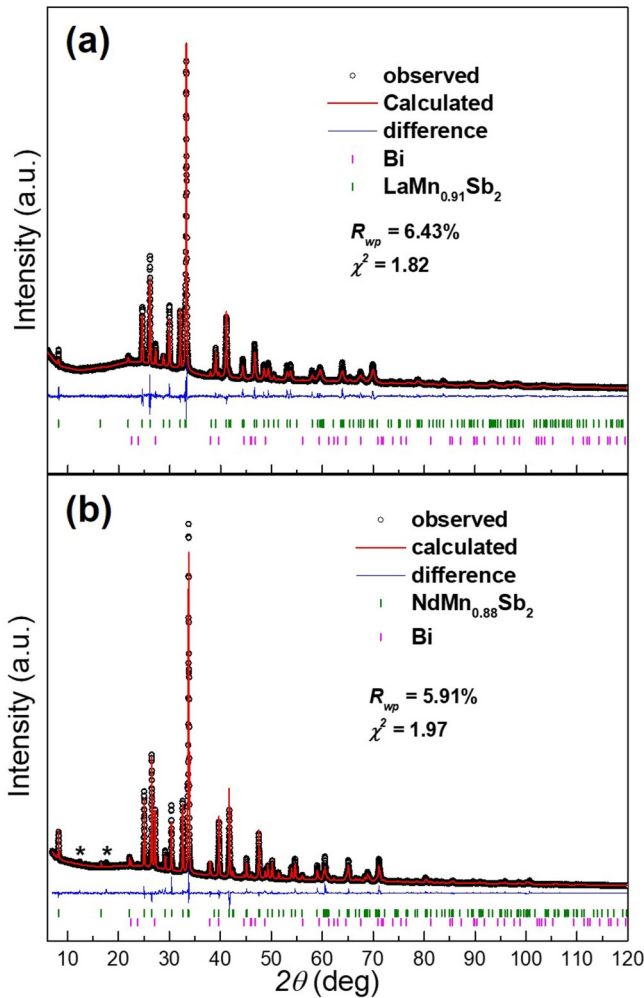 (a)
observed
Calculated
difference
Bi
LaMn₀.₉₁Sb₂
Rwp = 6.43%
χ² = 1.82
Intensity (a.u.)
(b)
observed
calculated
difference
NdMn₀.₈₈Sb₂
Bi
Rwp = 5.91%
χ² = 1.97
* *
Intensity (a.u.)
10 20 30 40 50 60 70 80 90 100 110 120
2θ (deg)